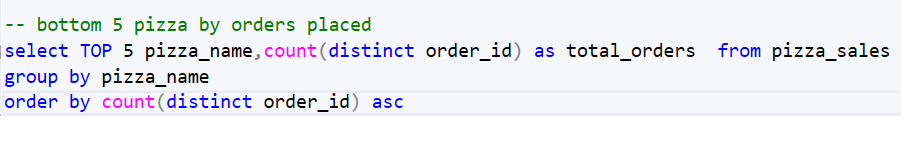 -- bottom 5 pizza by orders placed
select TOP 5 pizza_name,count(distinct order_id) as total_orders  from pizza_sales
group by pizza_name
order by count(distinct order_id) asc